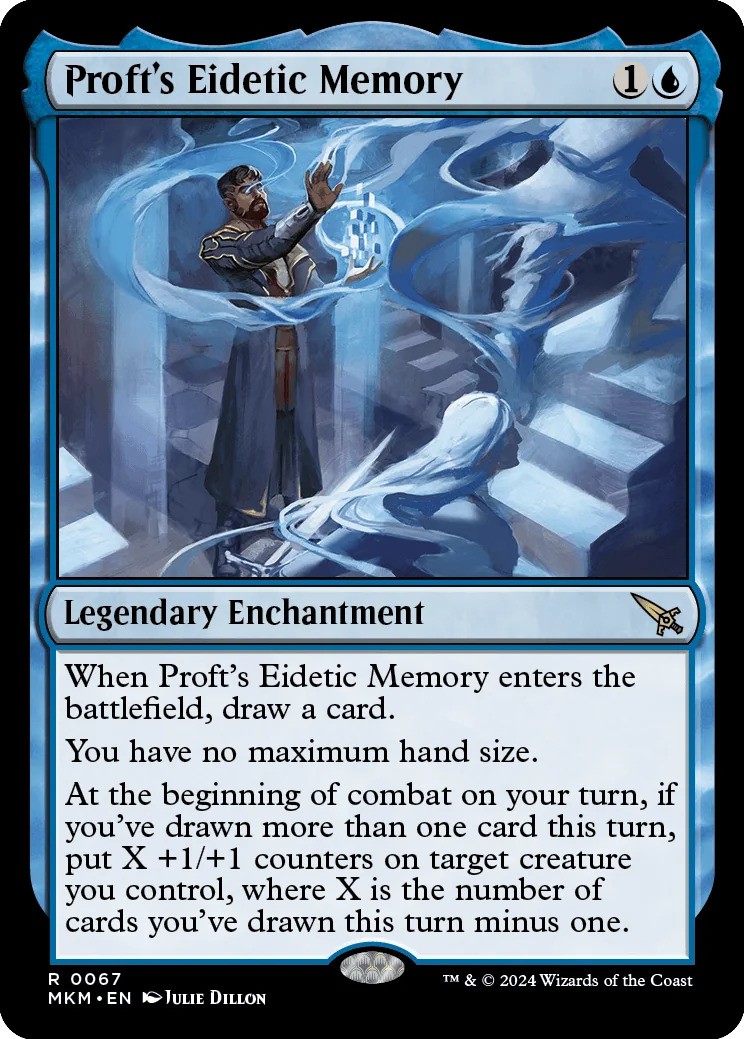 Proft's Eidetic Memory 1
Legendary Enchantment
When Proft's Eidetic Memory enters the
battlefield, draw a card.
You have no maximum hand size.
At the beginning of combat on your turn, if
you've drawn more than one card this turn,
put X +1/+1 counters on target creature
you control, where X is the number of
cards you've drawn this turn minus one.
R 0067 ™ & © 2024 Wizards of the Coast
MKM • EN Julie Dillon